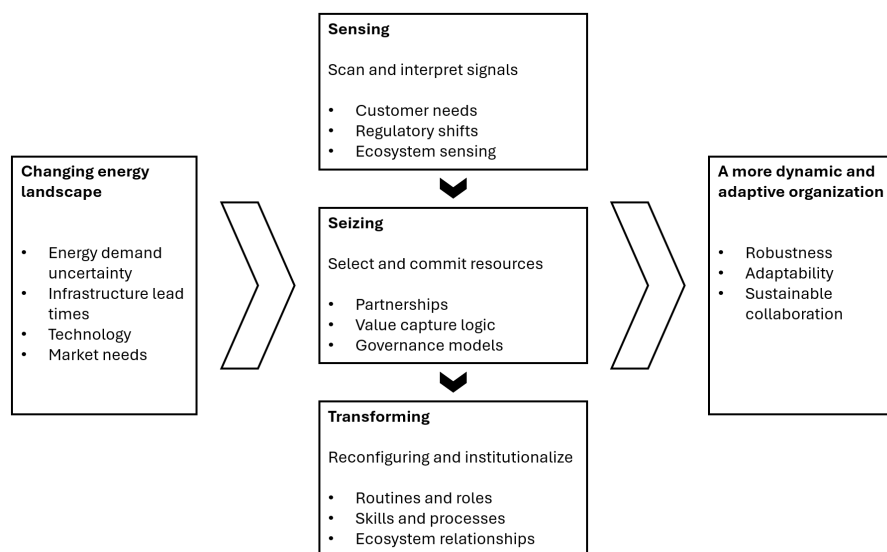 Changing energy
landscape
• Energy demand
uncertainty
• Infrastructure lead
times
• Technology
• Market needs
Sensing
Scan and interpret signals
• Customer needs
• Regulatory shifts
• Ecosystem sensing
Seizing
Select and commit resources
• Partnerships
• Value capture logic
• Governance models
Transforming
Reconfiguring and institutionalize
• Routines and roles
• Skills and processes
• Ecosystem relationships
A more dynamic and
adaptive organization
• Robustness
• Adaptability
• Sustainable
collaboration